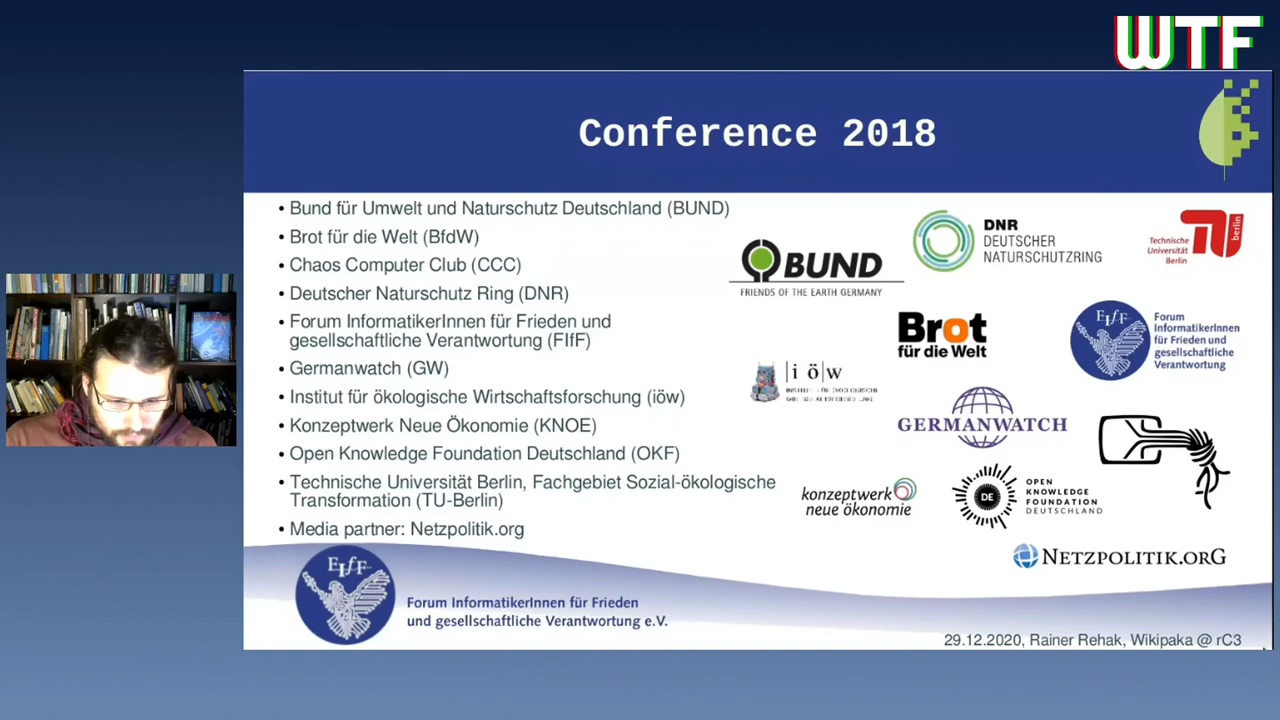 WTF
Conference 2018
• Bund für Umwelt und Naturschutz Deutschland (BUND)
• Brot für die Welt (BfdW)
• Chaos Computer Club (CCC)
• Deutscher Naturschutz Ring (DNR)
• Forum InformatikerInnen für Frieden und
gesellschaftliche Verantwortung (FIfF)
• Germanwatch (GW)
• Institut für ökologische Wirtschaftsforschung (iöw)
• Konzeptwerk Neue Ökonomie (KNOE)
• Open Knowledge Foundation Deutschland (OKF)
• Technische Universität Berlin, Fachgebiet Sozial-ökologische
Transformation (TU-Berlin)
• Media partner: Netzpolitik.org
BUND
FRIENDS OF THE EARTH GERMANY
DNR
DEUTSCHER
NATURSCHUTZRING
Technische
Universität
Berlin
berlin
Brot
für die Welt
FIfF
Forum
InformatikerInnen
für Frieden und
gesellschaftliche
Verantwortung
|i ö w
GERMANWATCH
konzeptwerk
neue ökonomie
DE
OPEN
KNOWLEDGE
FOUNDATION
DEUTSCHLAND
NETZPOLITIK.ORG
FIfF
Forum InformatikerInnen für Frieden
und gesellschaftliche Verantwortung e.V.
29.12.2020, Rainer Rehak, Wikipaka @ rC3